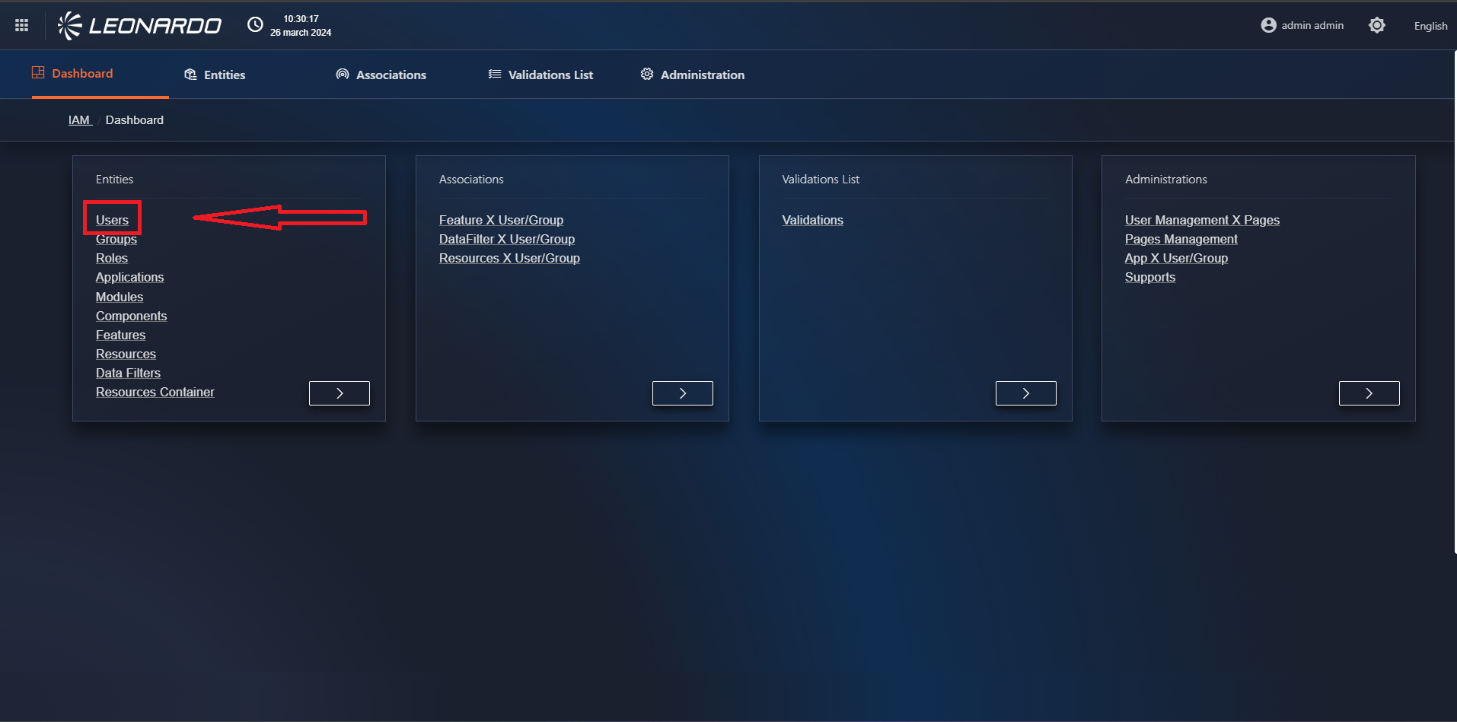 LEONARDO
10:30:17
26 march 2024
admin admin
English
Dashboard
Entities
Associations
Validations List
Administration
IAM / Dashboard
Entities
Users
Groups
Roles
Applications
Modules
Components
Features
Resources
Data Filters
Resources Container
Associations
Feature X User/Group
DataFilter X User/Group
Resources X User/Group
Validations List
Validations
Administrations
User Management X Pages
Pages Management
App X User/Group
Supports